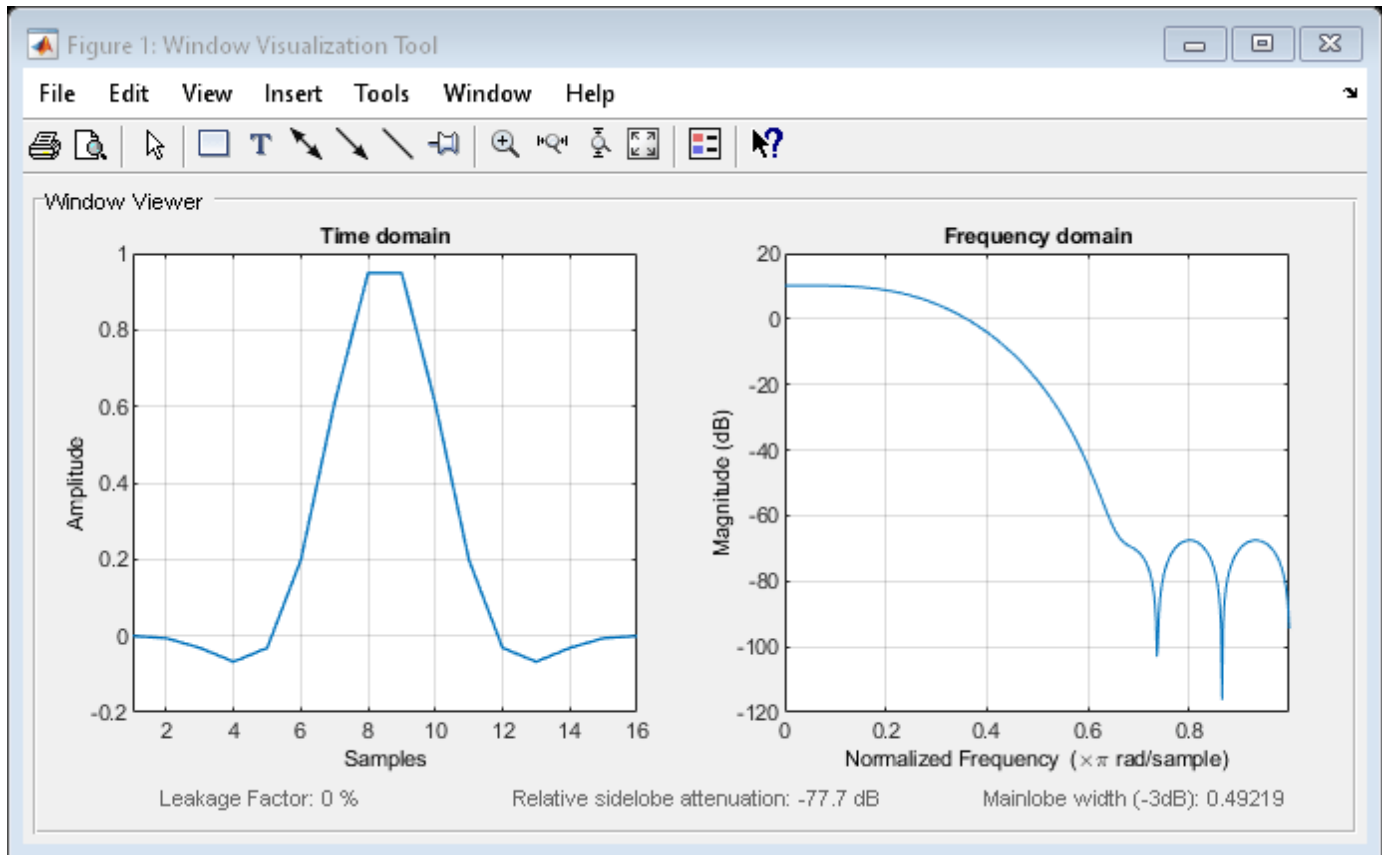 Figure 1: Window Visualization Tool
File Edit View Insert Tools Window Help
T
?
Window Viewer
Time domain
1
0.8
0.6
0.4
0.2
0
-0.2
Amplitude
2 4 6 8 10 12 14 16
Samples
Frequency domain
20
0
-20
-40
-60
-80
-100
-120
Magnitude (dB)
0 0.2 0.4 0.6 0.8
Normalized Frequency (×π rad/sample)
Leakage Factor: 0 %
Relative sidelobe attenuation: -77.7 dB
Mainlobe width (-3dB): 0.49219